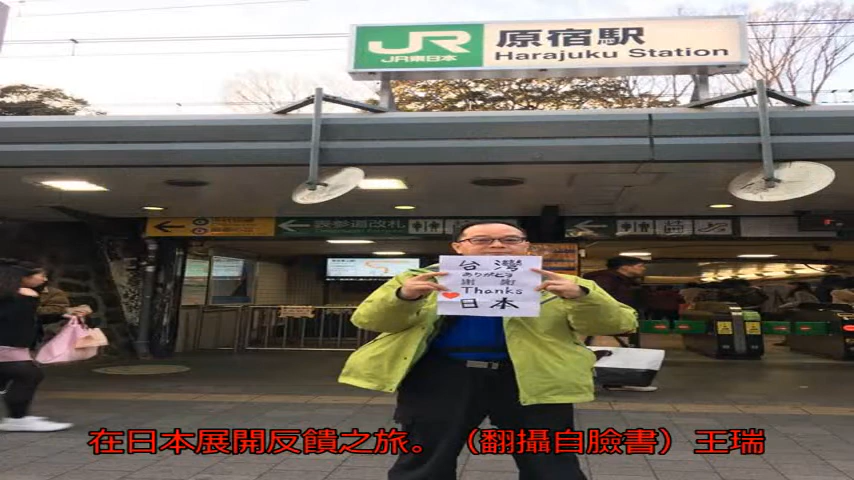 JR
JR東日本
原宿駅
Harajuku Station
表参道改札
台灣
ありがとう
謝謝
Thanks
日本
在日本展開反饋之旅。（翻攝自臉書）王瑞